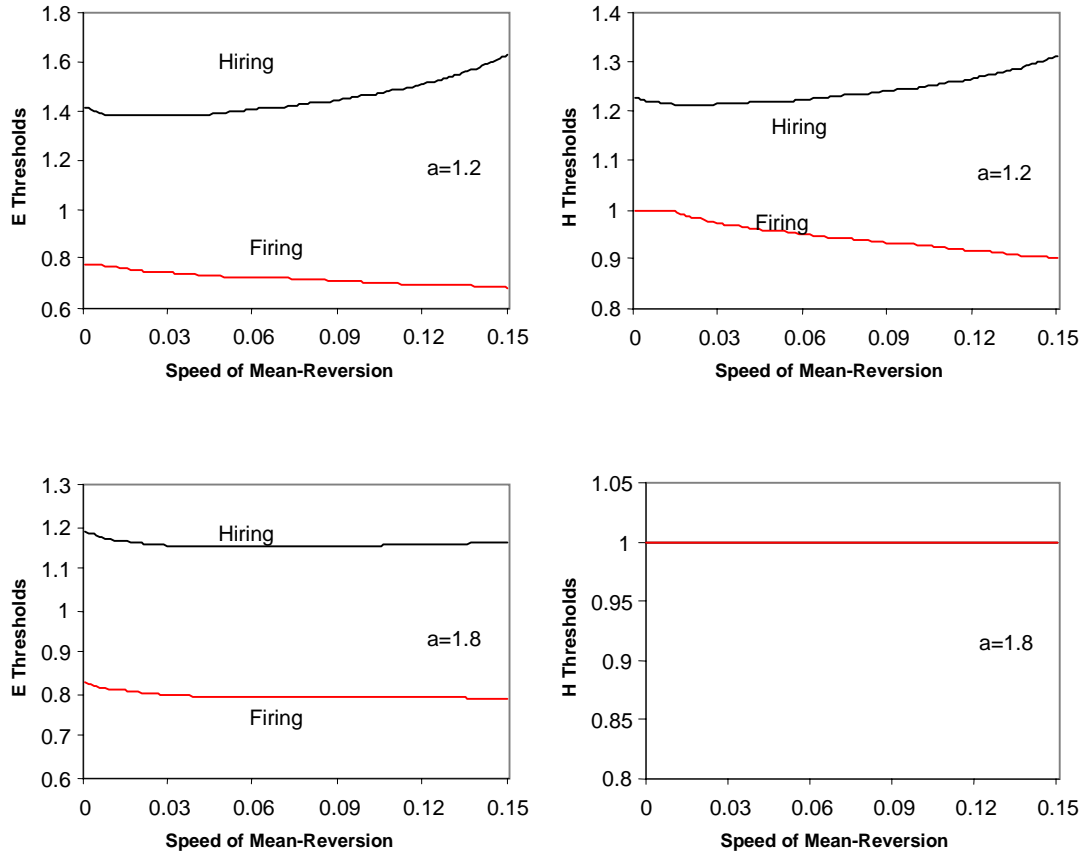 1.8
1.6
1.4
1.2
1
0.8
0.6
E Thresholds
Hiring
a=1.2
Firing
0 0.03 0.06 0.09 0.12 0.15
Speed of Mean-Reversion
1.4
1.3
1.2
1.1
1
0.9
0.8
H Thresholds
Hiring
a=1.2
Firing
0 0.03 0.06 0.09 0.12 0.15
Speed of Mean-Reversion
1.3
1.2
1.1
1
0.9
0.8
0.7
0.6
E Thresholds
Hiring
a=1.8
Firing
0 0.03 0.06 0.09 0.12 0.15
Speed of Mean-Reversion
1.05
1
0.95
0.9
0.85
0.8
H Thresholds
a=1.8
0 0.03 0.06 0.09 0.12 0.15
Speed of Mean-Reversion